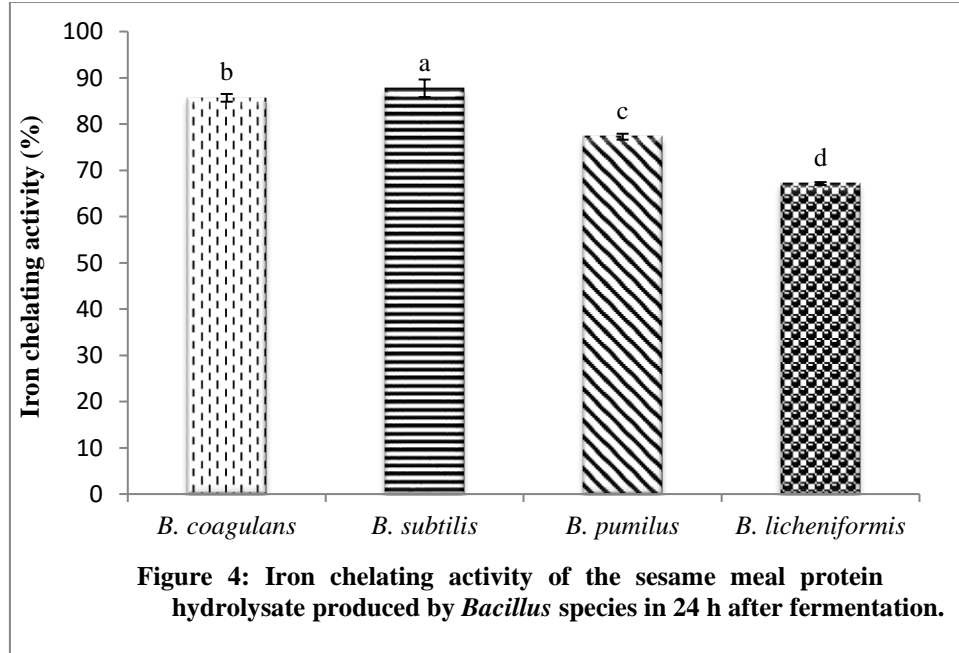 100
90
80
70
60
50
40
30
20
10
0
Iron chelating activity (%)
b
a
c
d
B. coagulans
B. subtilis
B. pumilus
B. licheniformis
Figure 4: Iron chelating activity of the sesame meal protein
hydrolysate produced by Bacillus species in 24 h after fermentation.